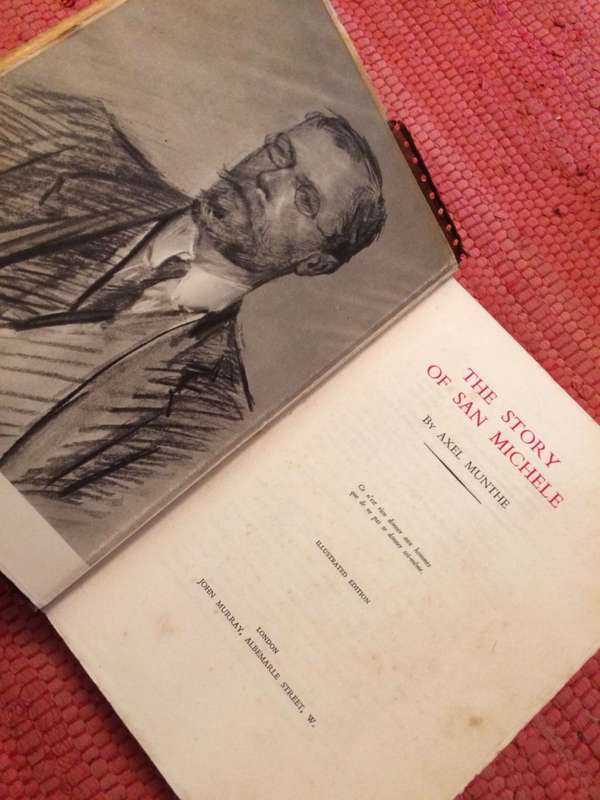 THE STORY
OF SAN MICHELE
BY AXEL MUNTHE
Ce n'est rien donner aux hommes
que de ne pas se donner soi-même.
ILLUSTRATED EDITION
LONDON
JOHN MURRAY, ALBEMARLE STREET, W.